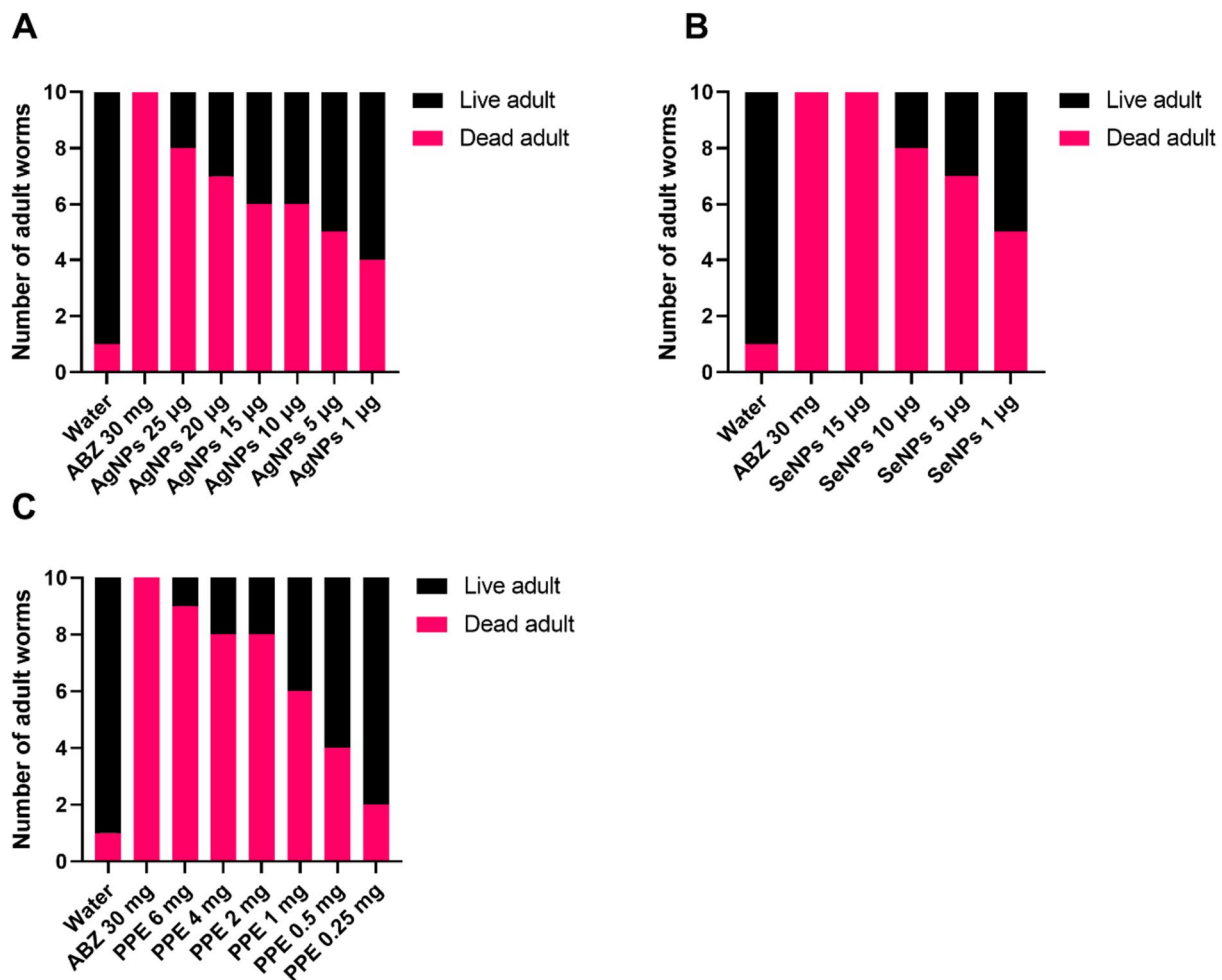 A
Number of adult worms
10
8
6
4
2
0
Water
ABZ 30 mg
AgNPs 25 µg
AgNPs 20 µg
AgNPs 15 µg
AgNPs 10 µg
AgNPs 5 µg
AgNPs 1 µg
Live adult
Dead adult
B
Number of adult worms
10
8
6
4
2
0
Water
ABZ 30 mg
SeNPs 15 µg
SeNPs 10 µg
SeNPs 5 µg
SeNPs 1 µg
Live adult
Dead adult
C
Number of adult worms
10
8
6
4
2
0
Water
ABZ 30 mg
PPE 6 mg
PPE 4 mg
PPE 2 mg
PPE 1 mg
PPE 0.5 mg
PPE 0.25 mg
Live adult
Dead adult